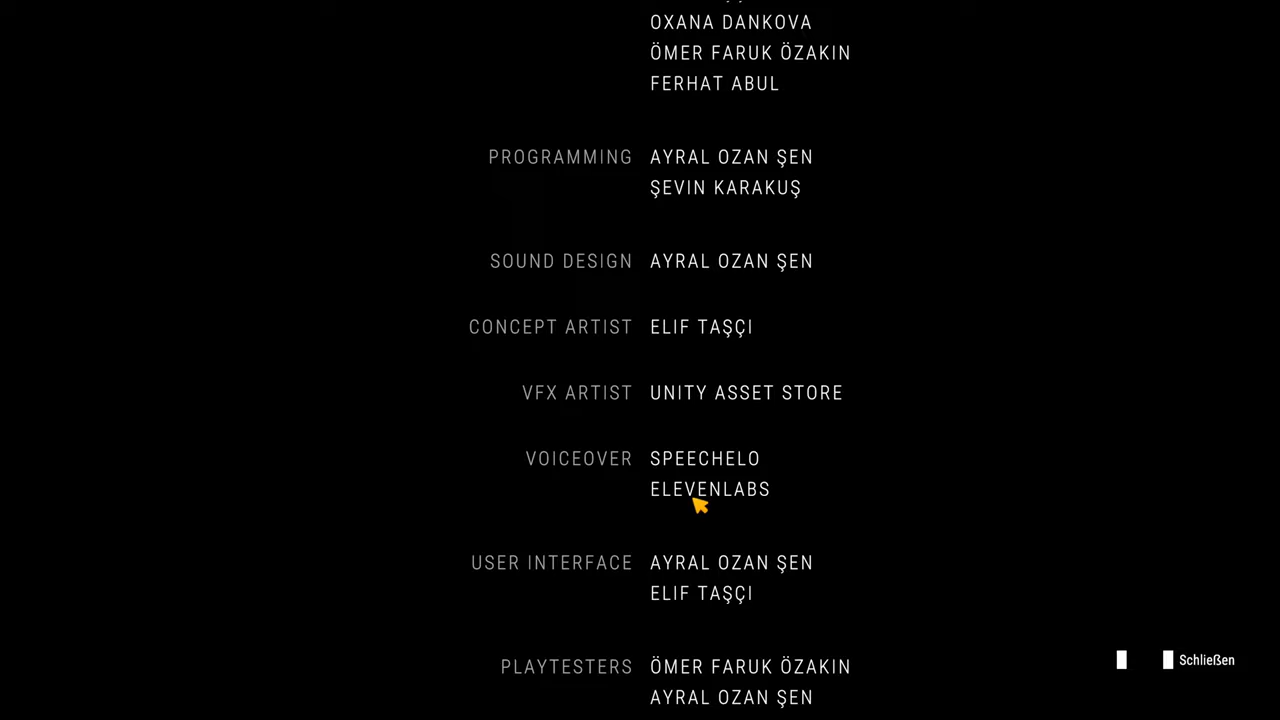 OXANA DANKOVA
ÖMER FARUK ÖZAKIN
FERHAT ABUL
PROGRAMMING AYRAL OZAN ŞEN
ŞEVIN KARAKUŞ
SOUND DESIGN AYRAL OZAN ŞEN
CONCEPT ARTIST ELIF TAŞÇI
VFX ARTIST UNITY ASSET STORE
VOICEOVER SPEECHELO
ELEVENLABS
USER INTERFACE AYRAL OZAN ŞEN
ELIF TAŞÇI
PLAYTESTERS ÖMER FARUK ÖZAKIN
AYRAL OZAN ŞEN
Schließen